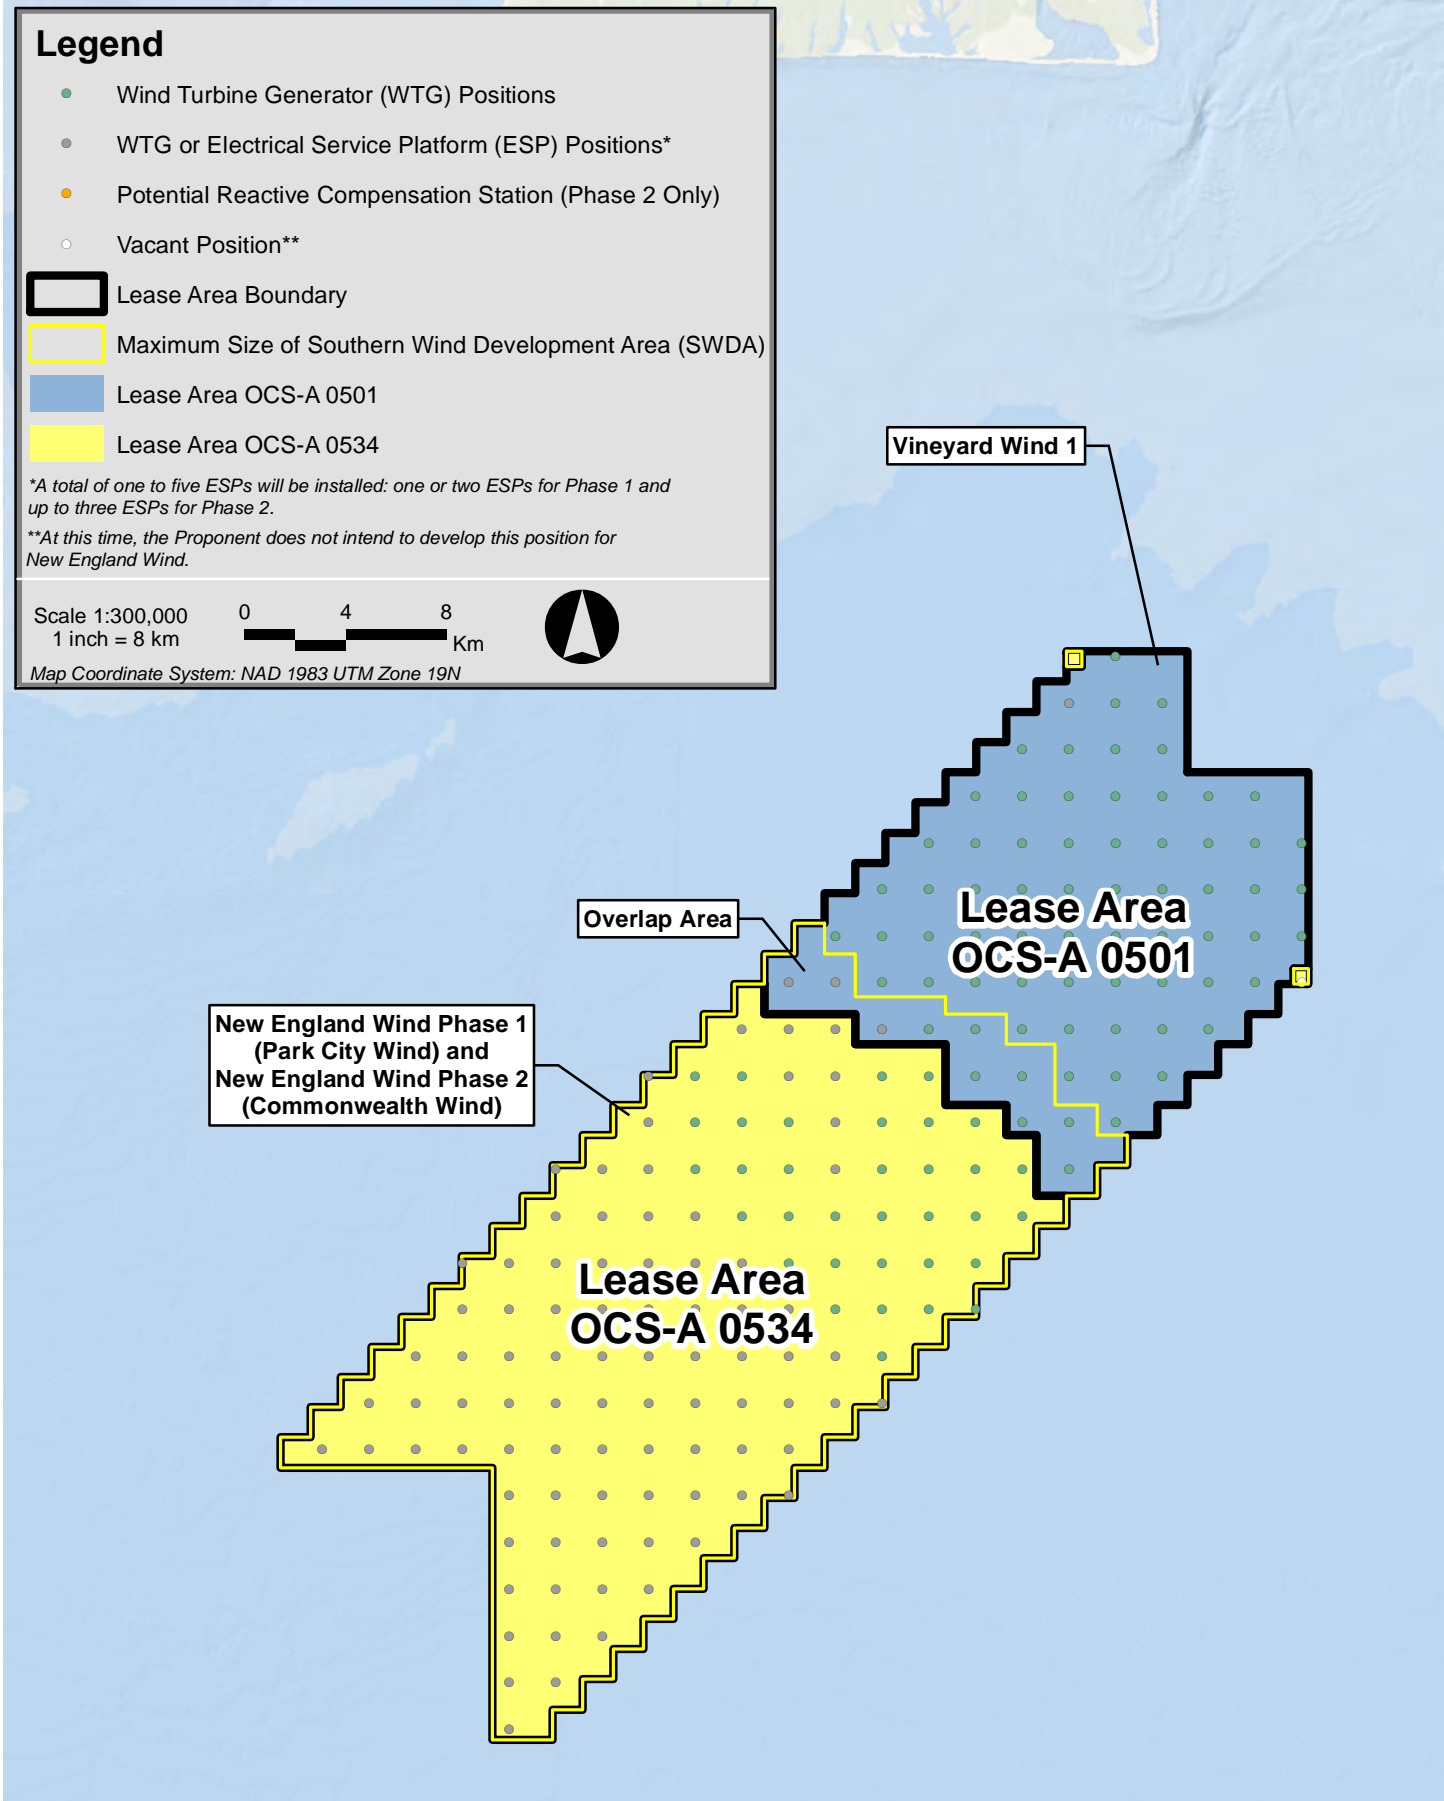 Legend
Wind Turbine Generator (WTG) Positions
WTG or Electrical Service Platform (ESP) Positions*
Potential Reactive Compensation Station (Phase 2 Only)
Vacant Position**
Lease Area Boundary
Maximum Size of Southern Wind Development Area (SWDA)
Lease Area OCS-A 0501
Lease Area OCS-A 0534
*A total of one to five ESPs will be installed: one or two ESPs for Phase 1 and
up to three ESPs for Phase 2.
**At this time, the Proponent does not intend to develop this position for
New England Wind.
Scale 1:300,000
1 inch = 8 km
0 4 8
Km
Map Coordinate System: NAD 1983 UTM Zone 19N
Vineyard Wind 1
Lease Area
OCS-A 0501
Overlap Area
New England Wind Phase 1
(Park City Wind) and
New England Wind Phase 2
(Commonwealth Wind)
Lease Area
OCS-A 0534